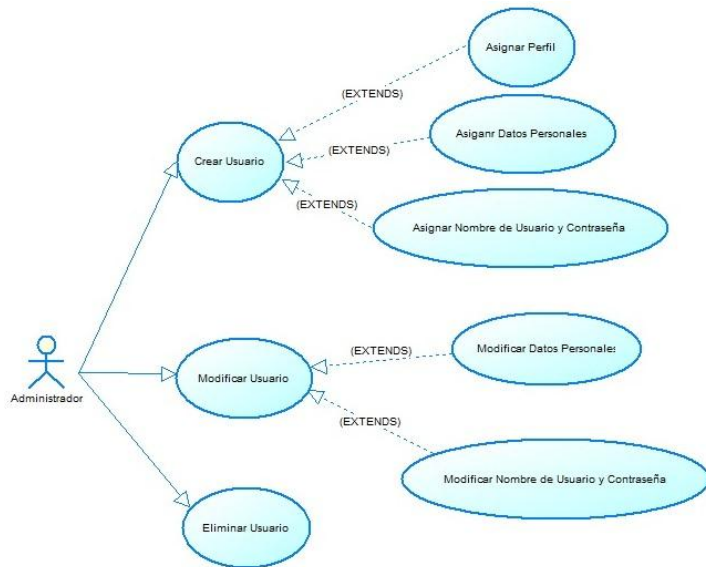 Asignar Perfil
(EXTENDS)
Asiganr Datos Personales
(EXTENDS)
Crear Usuario
(EXTENDS)
Asignar Nombre de Usuario y Contraseña
Administrador
(EXTENDS)
Modificar Datos Personales
Modificar Usuario
(EXTENDS)
Modificar Nombre de Usuario y Contraseña
Eliminar Usuario